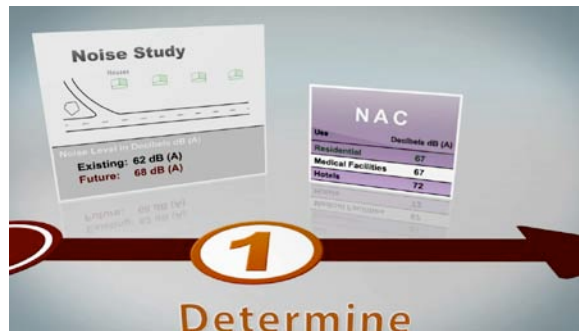 Noise Study
Houses
Noise Level in Decibels dB (A)
Existing: 62 dB (A)
Future: 68 dB (A)
NAC
Use Decibels dB (A)
Residential 67
Medical Facilities 67
Hotels 72
1
Determine